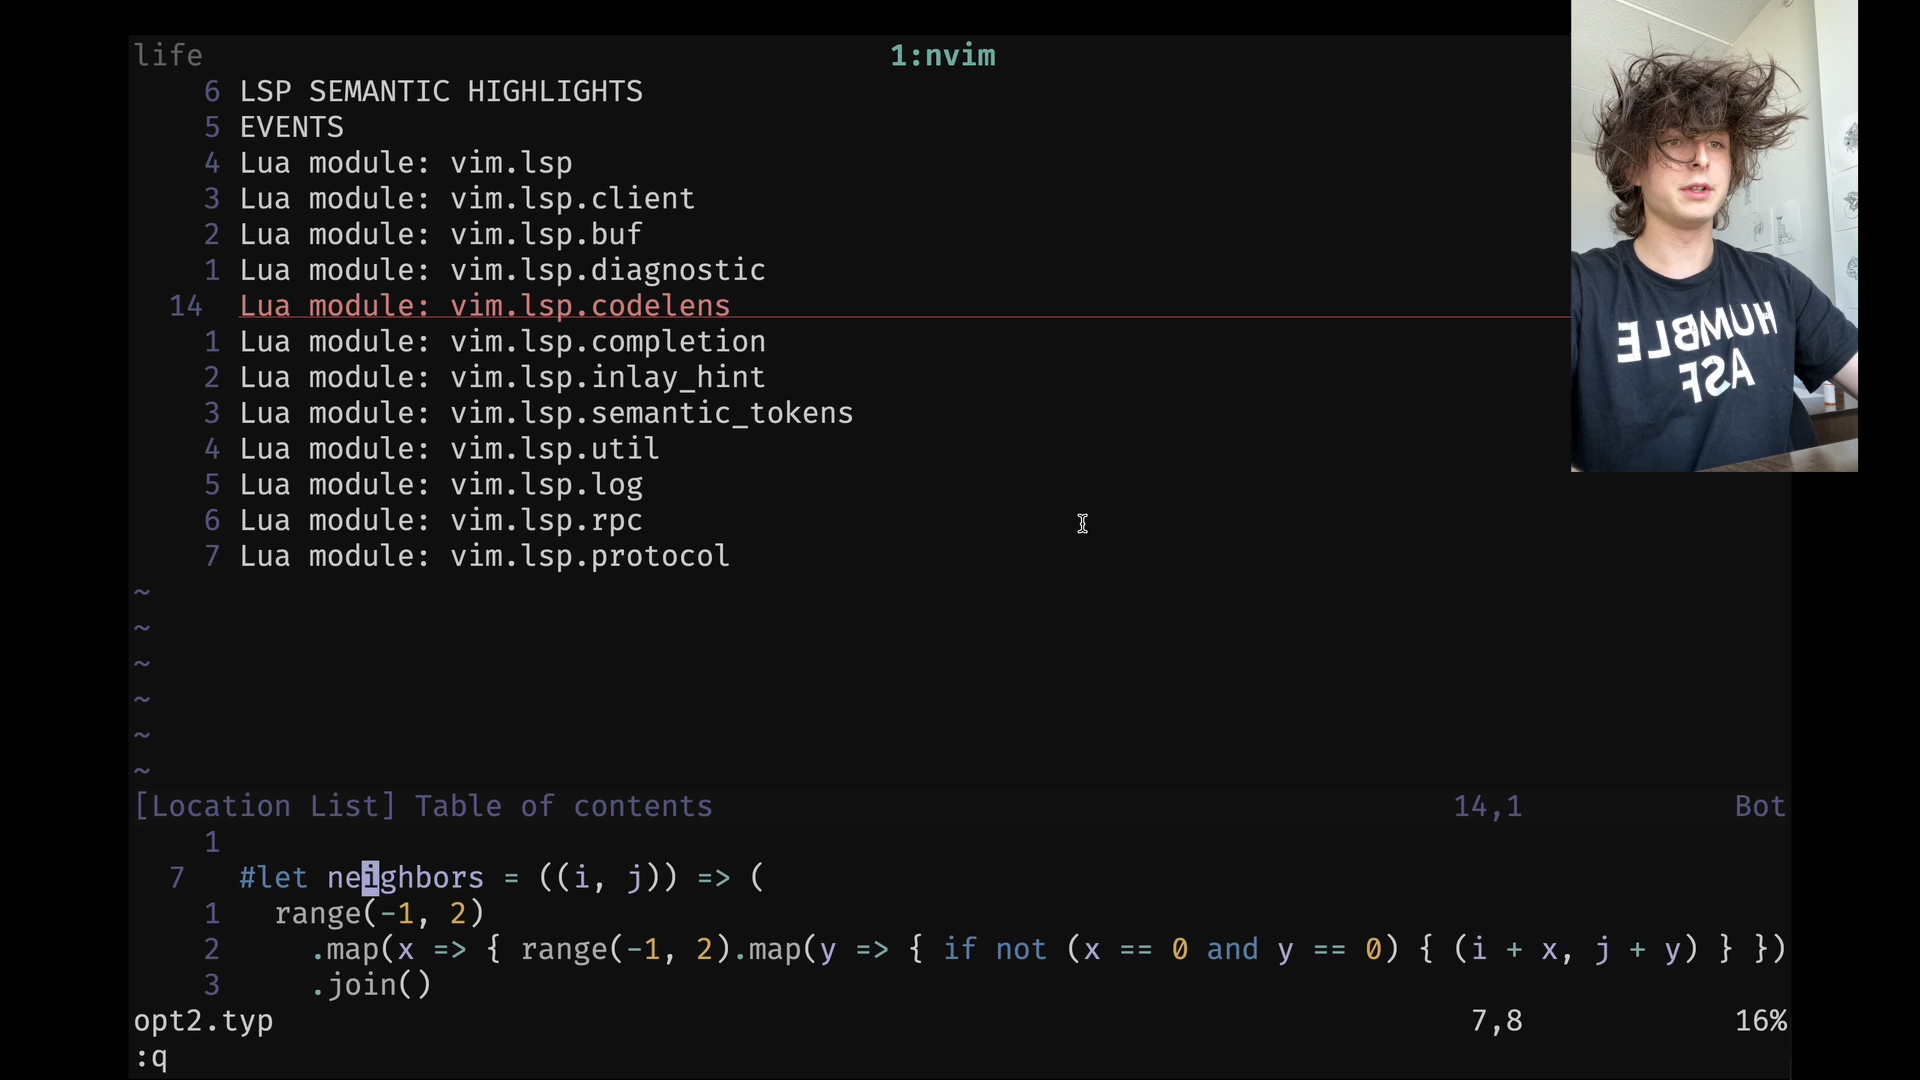 life
1:nvim
6 LSP SEMANTIC HIGHLIGHTS
5 EVENTS
4 Lua module: vim.lsp
3 Lua module: vim.lsp.client
2 Lua module: vim.lsp.buf
1 Lua module: vim.lsp.diagnostic
14 Lua module: vim.lsp.codelens
1 Lua module: vim.lsp.completion
2 Lua module: vim.lsp.inlay_hint
3 Lua module: vim.lsp.semantic_tokens
4 Lua module: vim.lsp.util
5 Lua module: vim.lsp.log
6 Lua module: vim.lsp.rpc
7 Lua module: vim.lsp.protocol
~
~
~
~
~
~
[Location List] Table of contents 14,1 Bot
1
7 #let neighbors = ((i, j)) => (
1 range(-1, 2)
2 .map(x => { range(-1, 2).map(y => { if not (x == 0 and y == 0) { (i + x, j + y) } })
3 .join()
opt2.typ 7,8 16%
:q
HUMBLE
ASF